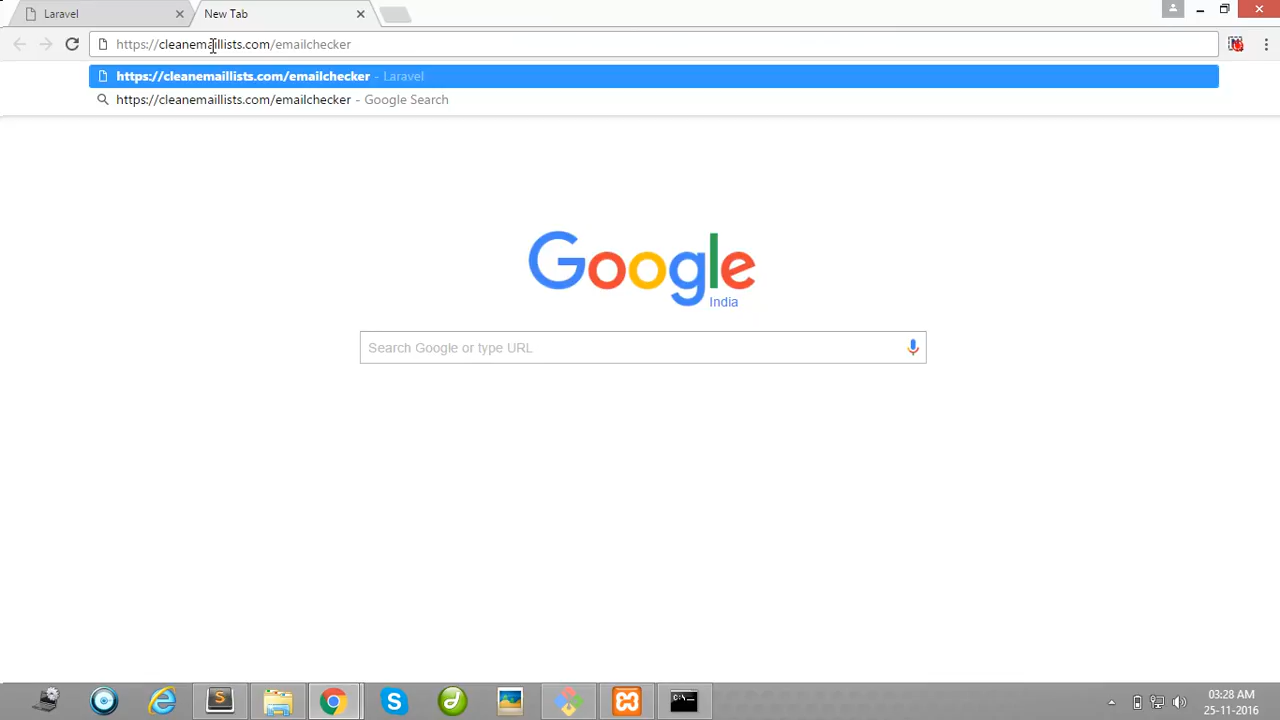 Laravel
New Tab
https://cleanemaillists.com/emailchecker
https://cleanemaillists.com/emailchecker - Laravel
https://cleanemaillists.com/emailchecker - Google Search
Google
India
Search Google or type URL
03:28 AM
25-11-2016